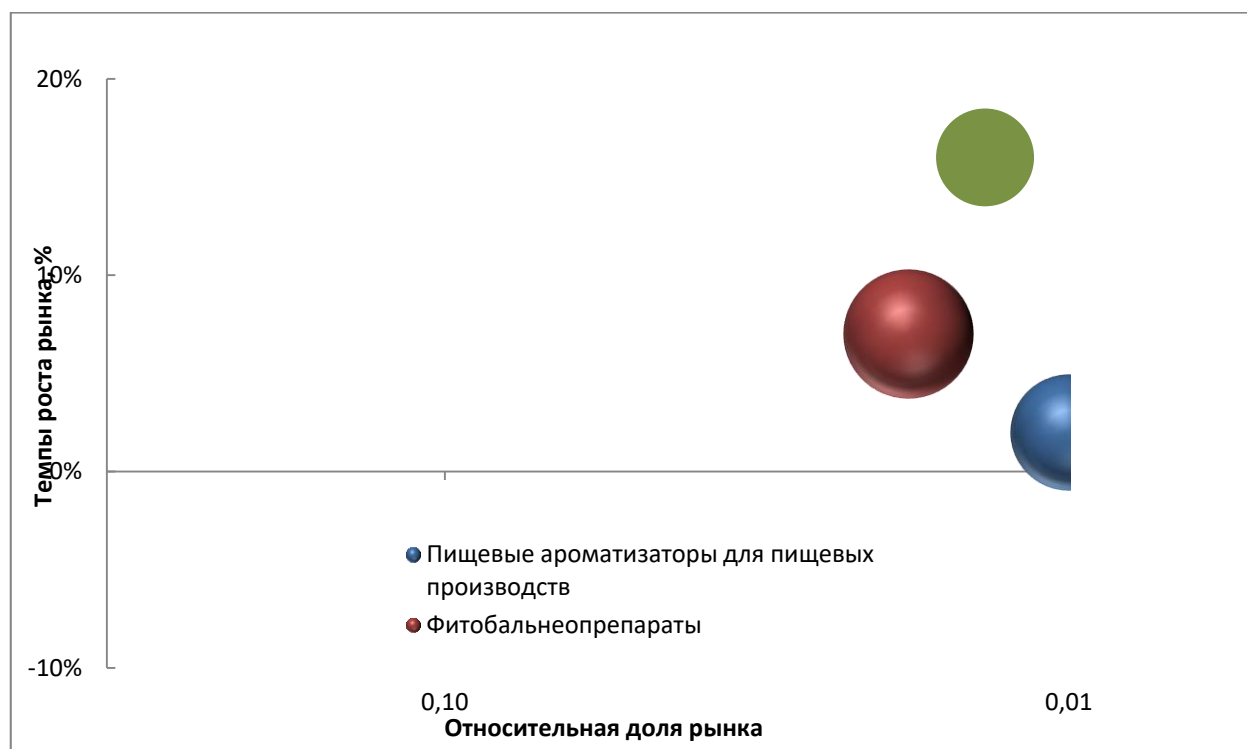 20%
10%
0%
-10%
Темпы роста рынка, %
Пищевые ароматизаторы для пищевых
производств
Фитобальнеопрепараты
0,10
0,01
Относительная доля рынка